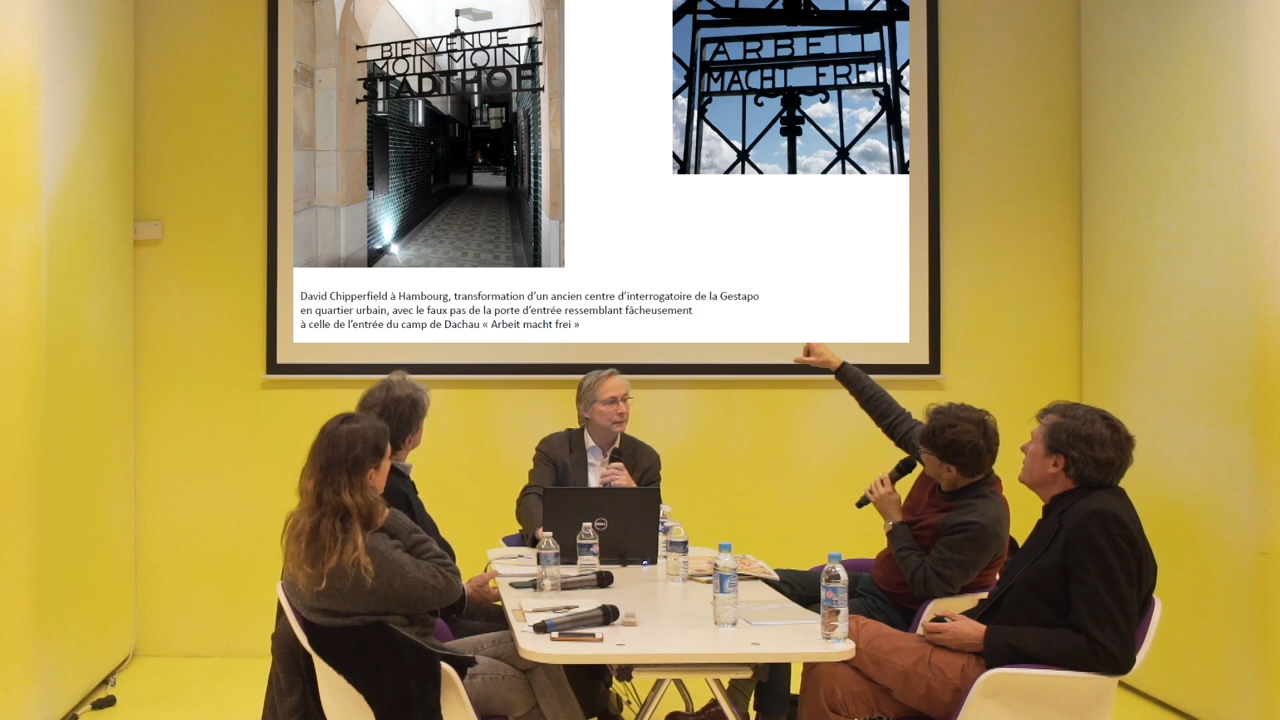 BIENVENUE
MOIN MOIN
STADTHOF
ARBEIT
MACHT FREI
David Chipperfield à Hambourg, transformation d'un ancien centre d'interrogatoire de la Gestapo
en quartier urbain, avec le faux pas de la porte d'entrée ressemblant fâcheusement
à celle de l'entrée du camp de Dachau « Arbeit macht frei »
DELL